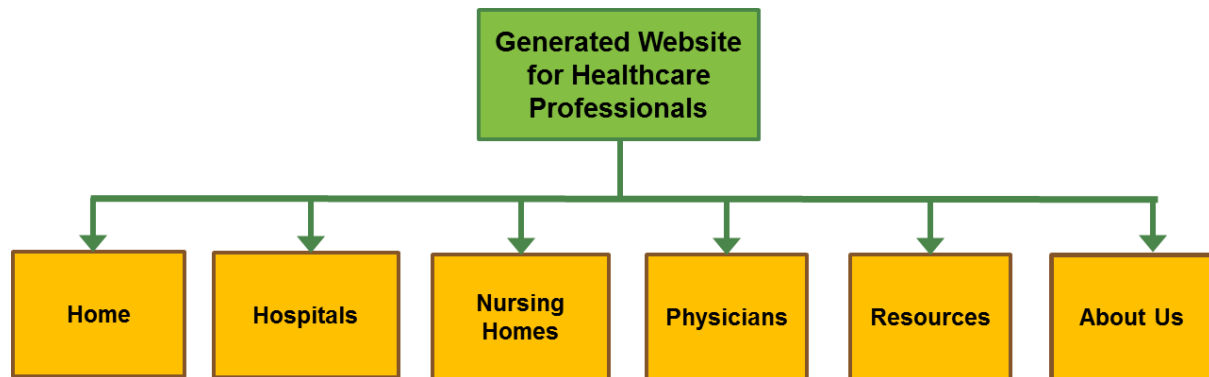 Generated Website
for Healthcare
Professionals
Home
Hospitals
Nursing
Homes
Physicians
Resources
About Us